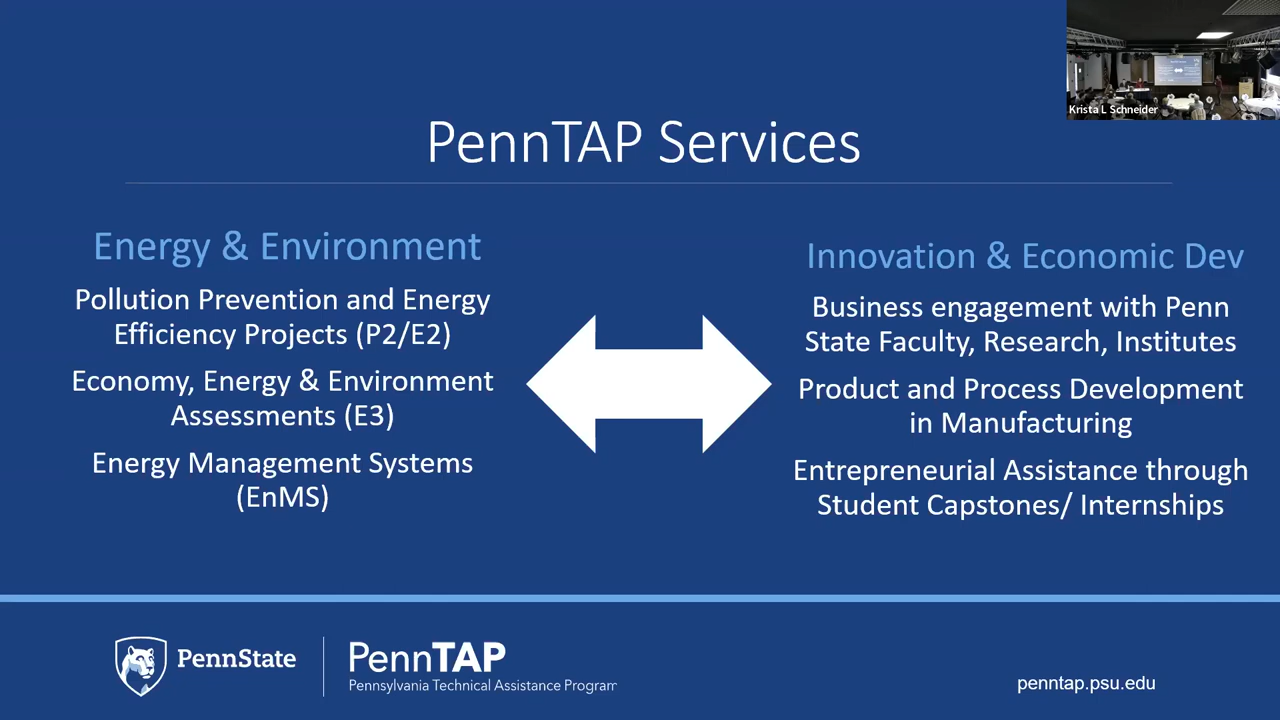 Krista L Schneider
PennTAP Services
Energy & Environment
Pollution Prevention and Energy
Efficiency Projects (P2/E2)
Economy, Energy & Environment
Assessments (E3)
Energy Management Systems
(EnMS)
Innovation & Economic Dev
Business engagement with Penn
State Faculty, Research, Institutes
Product and Process Development
in Manufacturing
Entrepreneurial Assistance through
Student Capstones/ Internships
PennState
PennTAP
Pennsylvania Technical Assistance Program
penntap.psu.edu